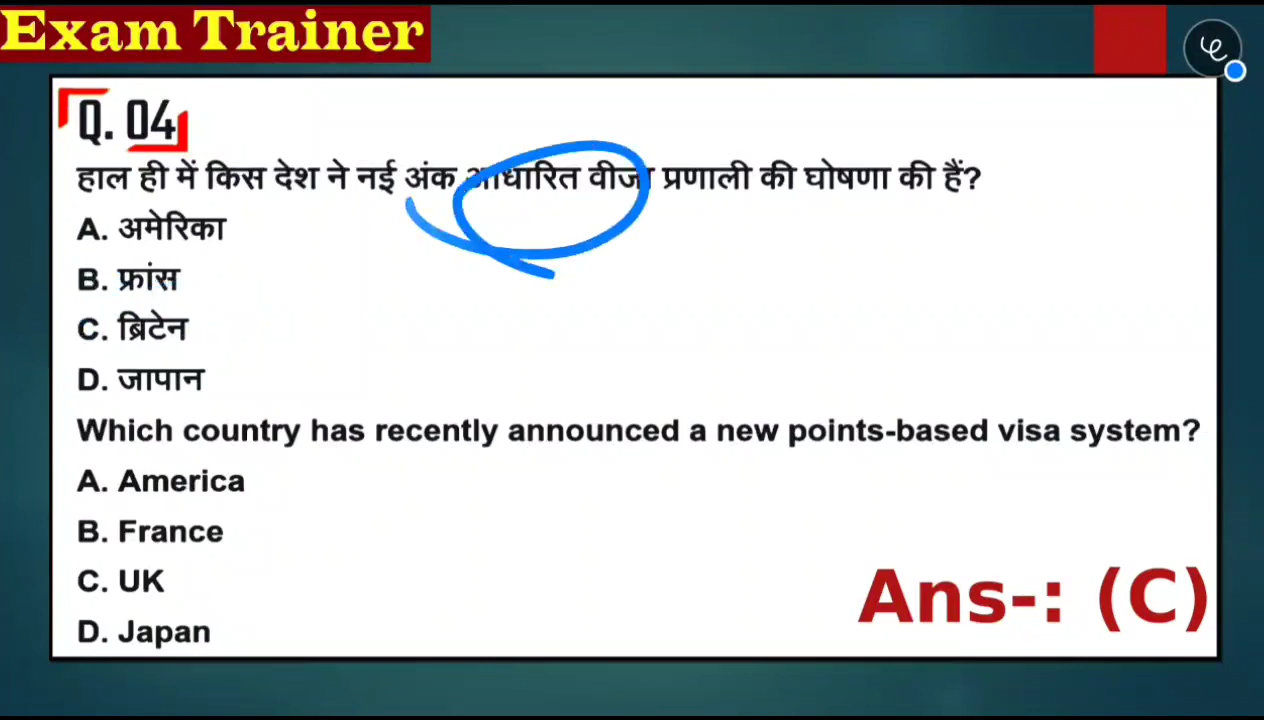 Exam Trainer
Q. 04
हाल ही में किस देश ने नई अंक आधारित वीजा प्रणाली की घोषणा की हैं?
A. अमेरिका
B. फ्रांस
C. ब्रिटेन
D. जापान
Which country has recently announced a new points-based visa system?
A. America
B. France
C. UK
D. Japan
Ans-: (C)